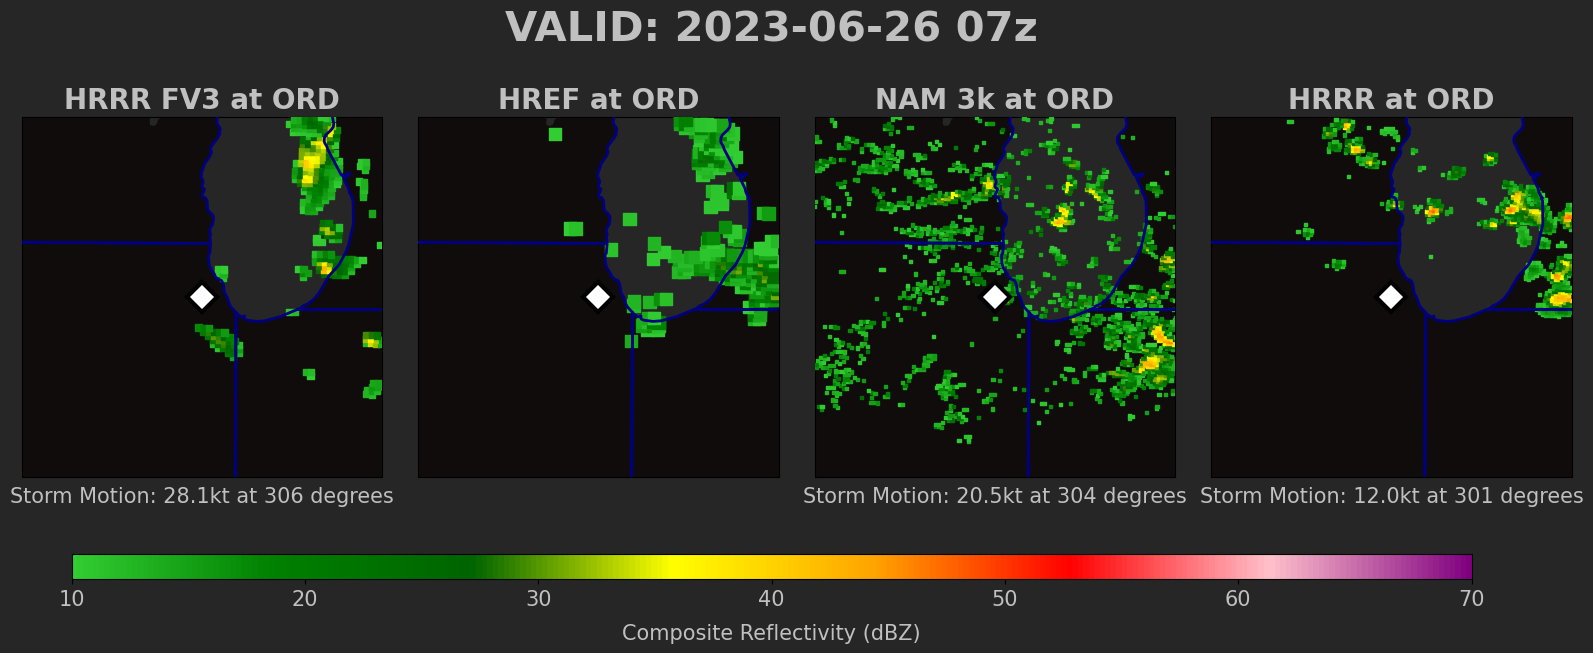 VALID: 2023-06-26 07z
HRRR FV3 at ORD
HREF at ORD
NAM 3k at ORD
HRRR at ORD
Storm Motion: 28.1kt at 306 degrees
Storm Motion: 20.5kt at 304 degrees
Storm Motion: 12.0kt at 301 degrees
10 20 30 40 50 60 70
Composite Reflectivity (dBZ)